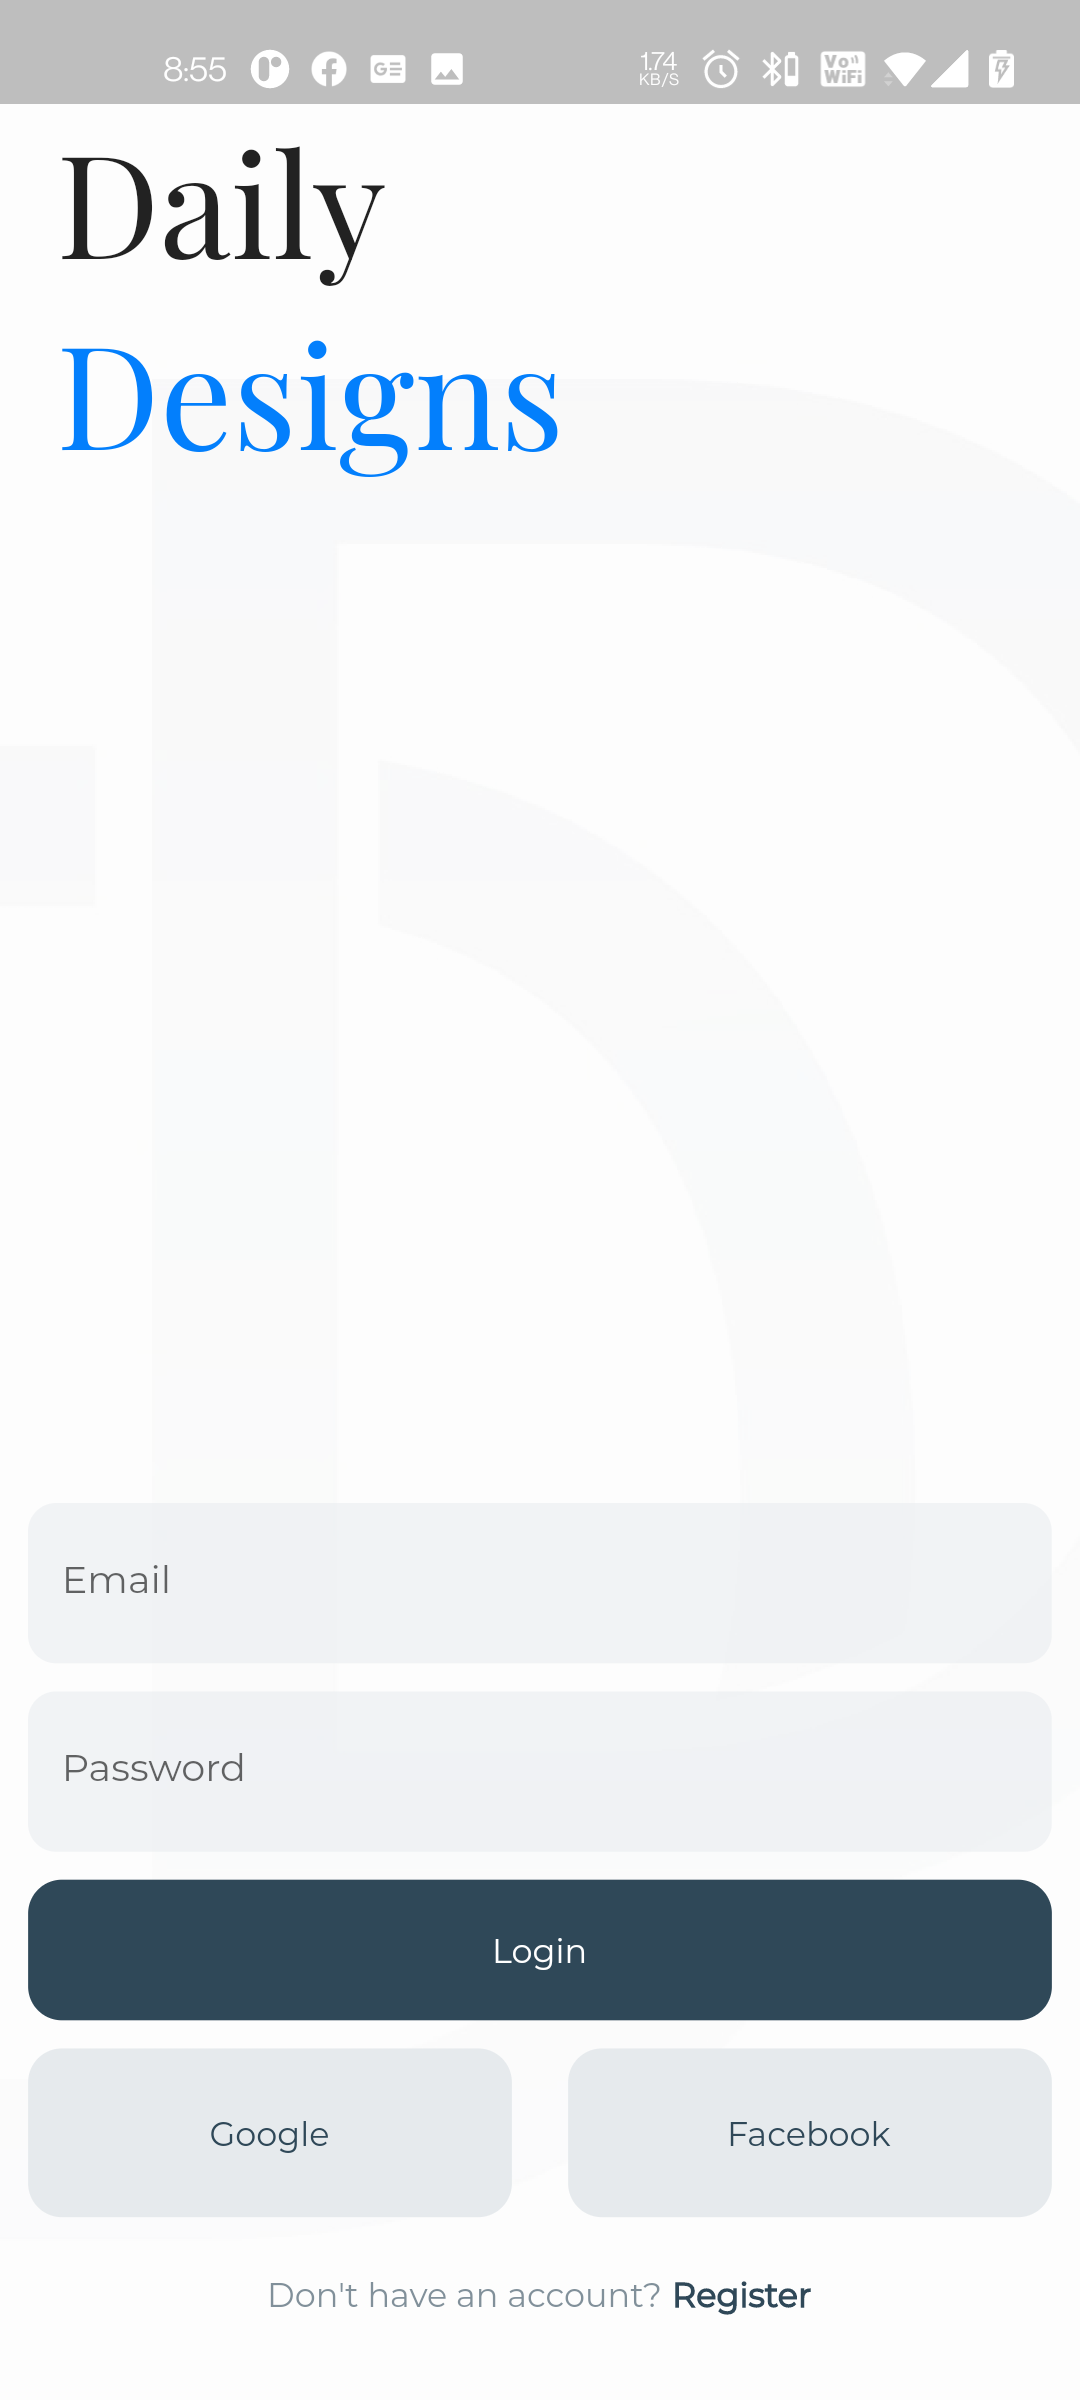 8:55 1.74 KB/S Vo WiFi
Daily
Designs
Email
Password
Login
Google Facebook
Don't have an account? Register